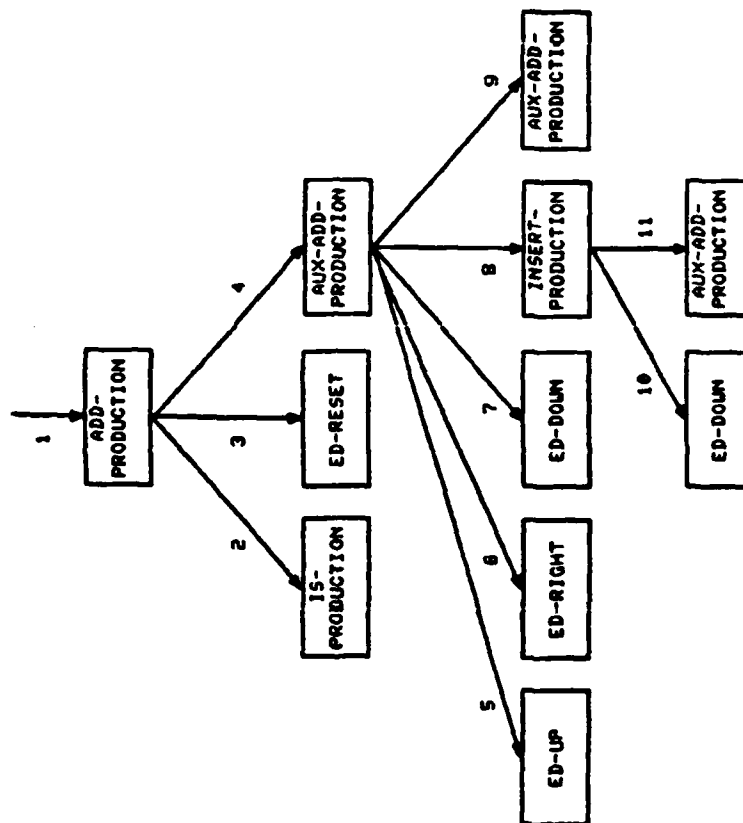 1
ADD-
PRODUCTION
2
3
4
IS-
PRODUCTION
ED-RESET
AUX-ADD-
PRODUCTION
5
6
7
8
9
ED-UP
ED-RIGHT
ED-DOWN
INSERT-
PRODUCTION
AUX-ADD-
PRODUCTION
10
11
ED-DOWN
AUX-ADD-
PRODUCTION